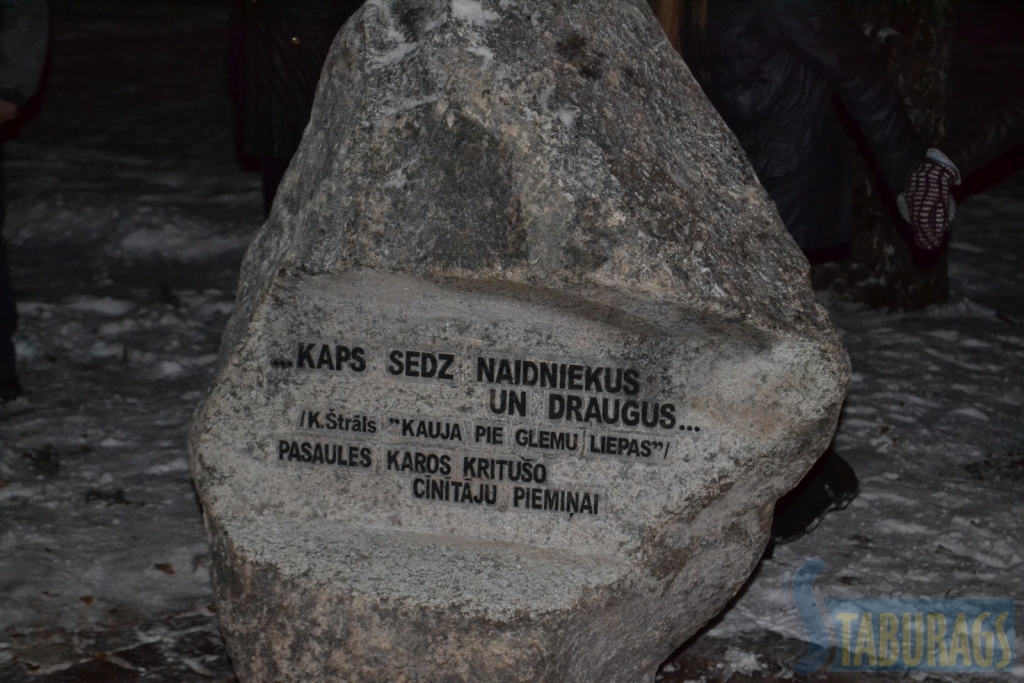 ...KAPS SEDZ NAIDNIEKUS
UN DRAUGUS...
/K.Štrāls "KAUJA PIE GLEMU LIEPAS"/
PASAULES KAROS KRITUŠO
CĪNĪTĀJU PIEMIŅAI
STABURAGS